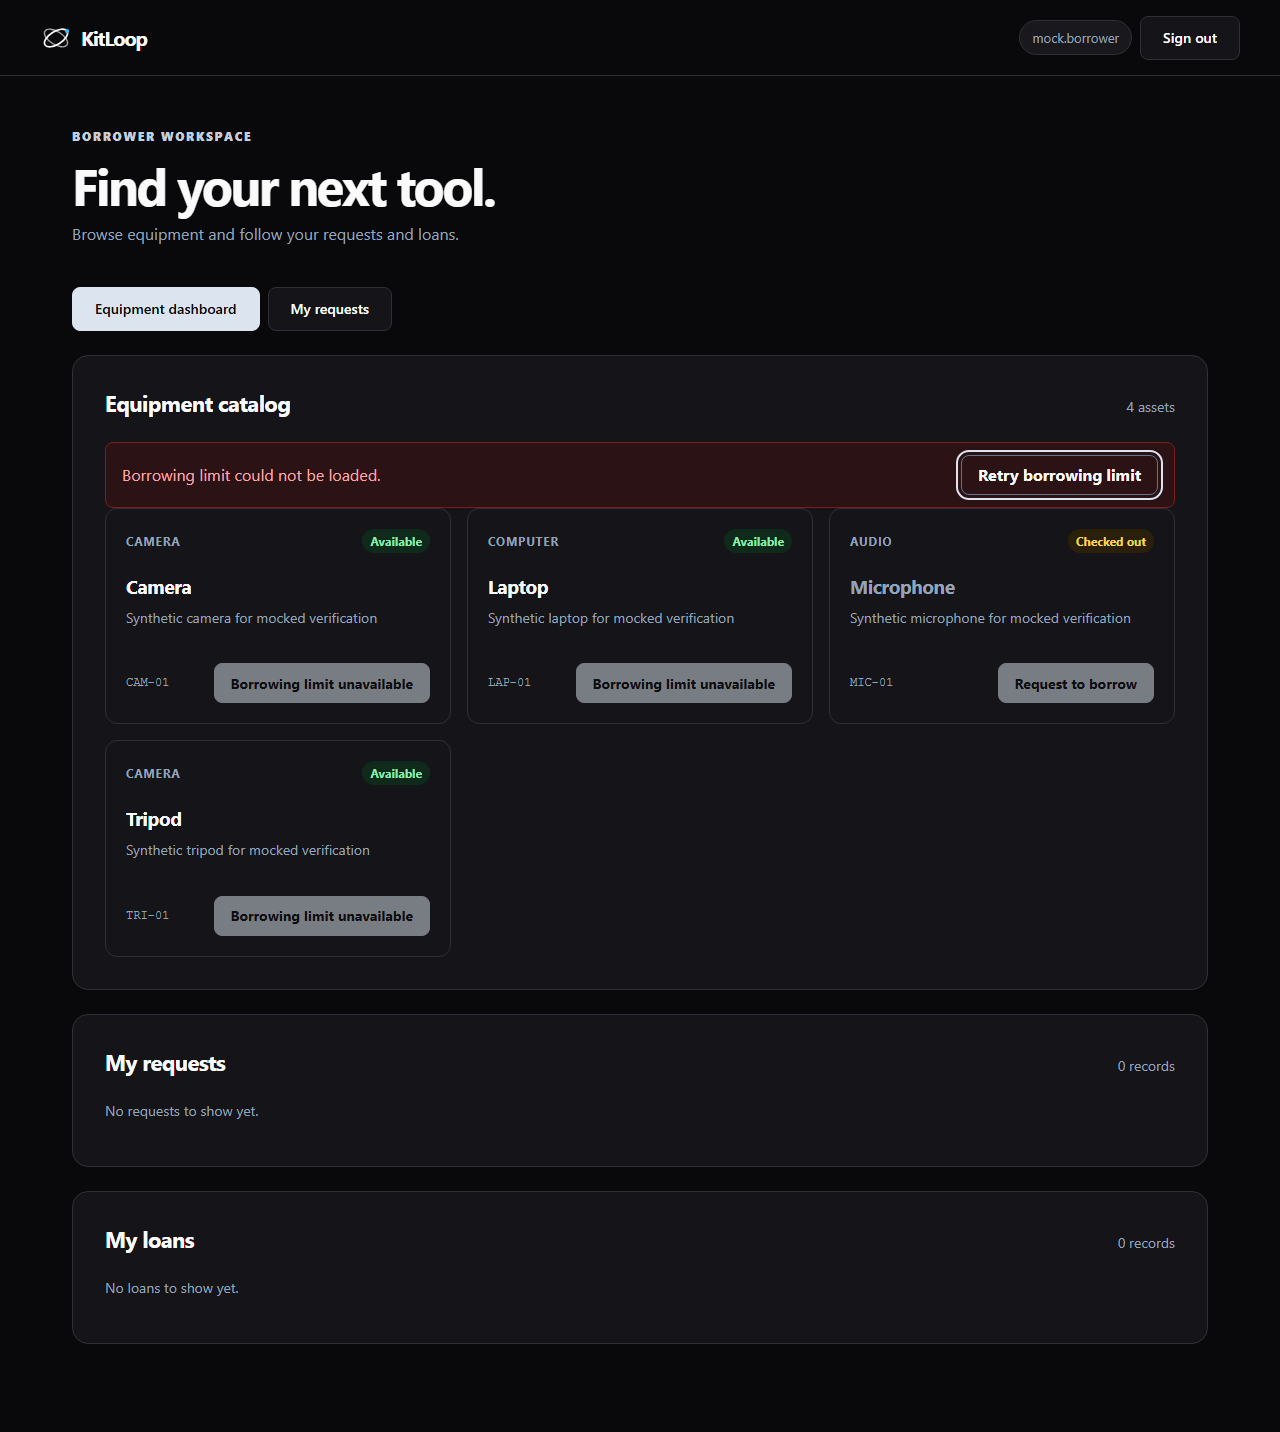 KitLoop
mock.borrower
Sign out
BORROWER WORKSPACE
Find your next tool.
Browse equipment and follow your requests and loans.
Equipment dashboard
My requests
Equipment catalog
4 assets
Borrowing limit could not be loaded.
Retry borrowing limit
CAMERA
Available
Camera
Synthetic camera for mocked verification
CAM-01
Borrowing limit unavailable
COMPUTER
Available
Laptop
Synthetic laptop for mocked verification
LAP-01
Borrowing limit unavailable
AUDIO
Checked out
Microphone
Synthetic microphone for mocked verification
MIC-01
Request to borrow
CAMERA
Available
Tripod
Synthetic tripod for mocked verification
TRI-01
Borrowing limit unavailable
My requests
0 records
No requests to show yet.
My loans
0 records
No loans to show yet.